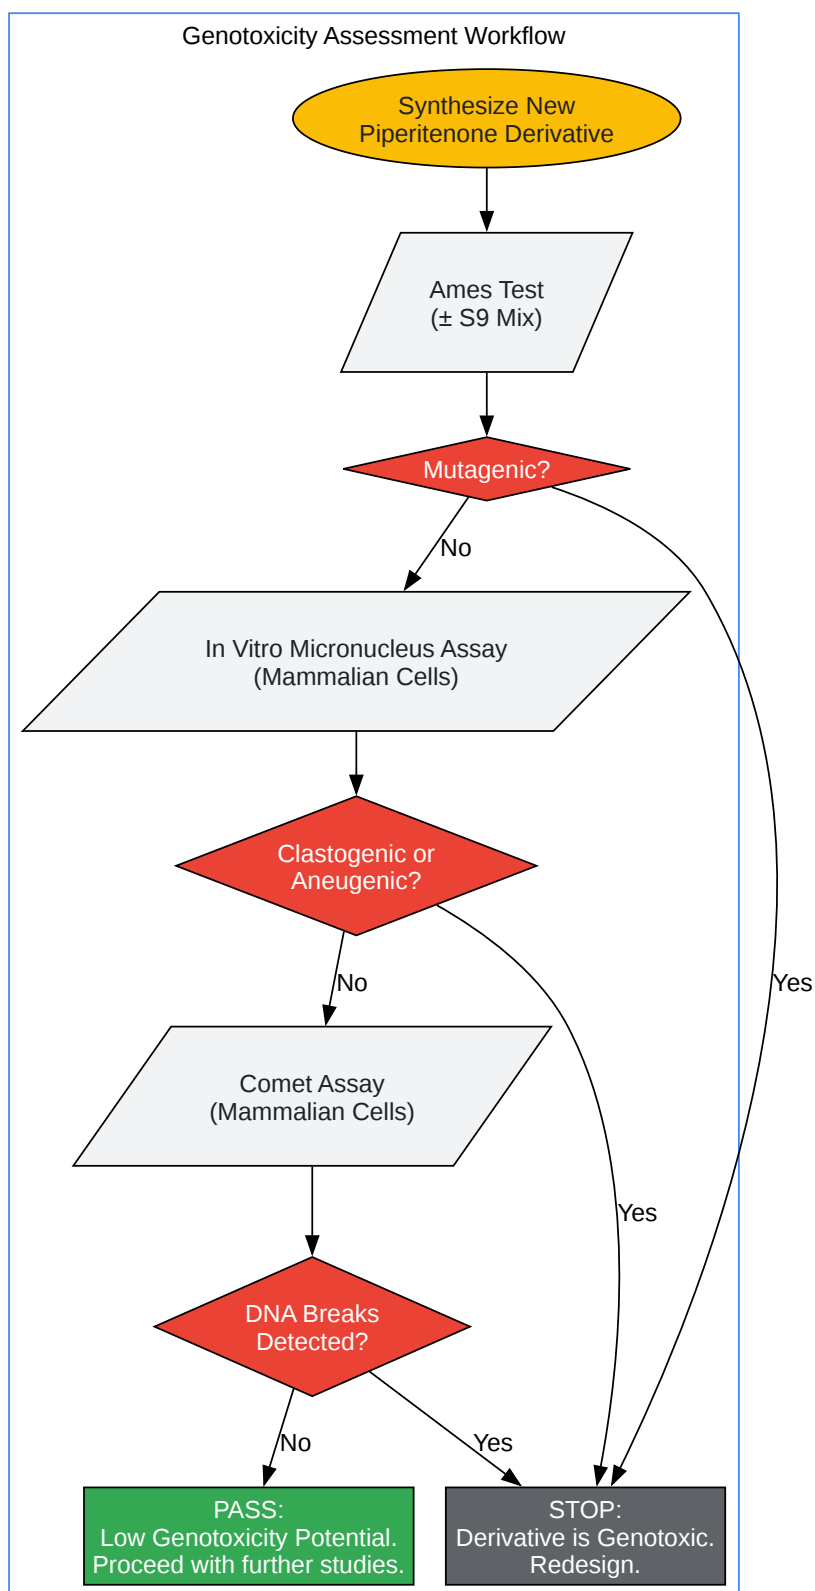 Genotoxicity Assessment Workflow
Synthesize New
Piperitenone Derivative
Ames Test
(± S9 Mix)
Mutagenic?
No
In Vitro Micronucleus Assay
(Mammalian Cells)
Clastogenic or
Aneugenic?
No
Yes
Comet Assay
(Mammalian Cells)
Yes
DNA Breaks
Detected?
No
Yes
PASS:
Low Genotoxicity Potential.
Proceed with further studies.
STOP:
Derivative is Genotoxic.
Redesign.